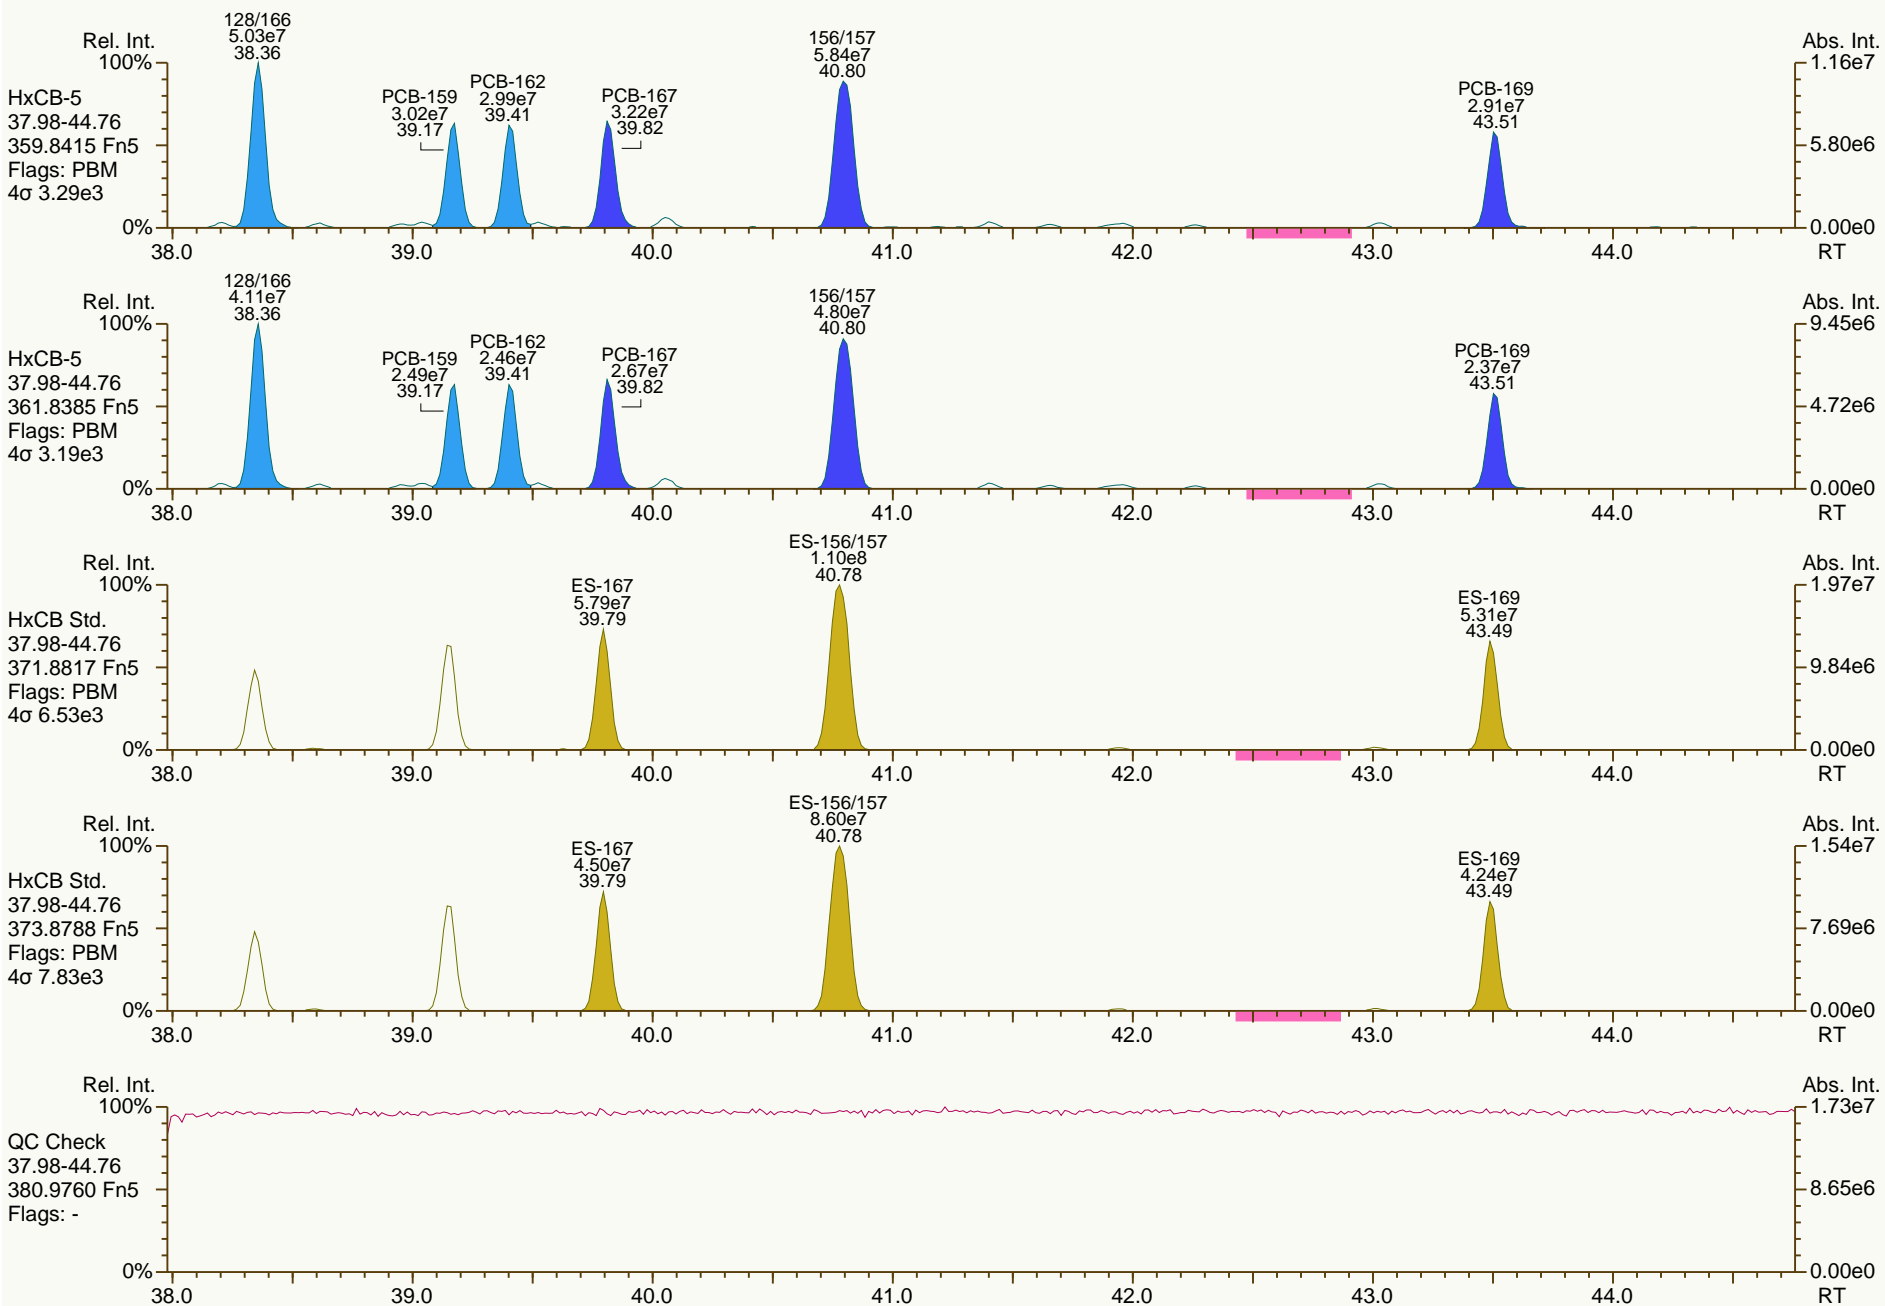 Rel. Int.
100%
0%
HxCB-5
37.98-44.76
359.8415 Fn5
Flags: PBM
4σ 3.29e3
128/166
5.03e7
38.36
PCB-159
3.02e7
39.17
PCB-162
2.99e7
39.41
PCB-167
3.22e7
39.82
156/157
5.84e7
40.80
PCB-169
2.91e7
43.51
Abs. Int.
1.16e7
5.80e6
0.00e0
38.0 39.0 40.0 41.0 42.0 43.0 44.0 RT
Rel. Int.
100%
0%
HxCB-5
37.98-44.76
361.8385 Fn5
Flags: PBM
4σ 3.19e3
128/166
4.11e7
38.36
PCB-159
2.49e7
39.17
PCB-162
2.46e7
39.41
PCB-167
2.67e7
39.82
156/157
4.80e7
40.80
PCB-169
2.37e7
43.51
Abs. Int.
9.45e6
4.72e6
0.00e0
38.0 39.0 40.0 41.0 42.0 43.0 44.0 RT
Rel. Int.
100%
0%
HxCB Std.
37.98-44.76
371.8817 Fn5
Flags: PBM
4σ 6.53e3
ES-167
5.79e7
39.79
ES-156/157
1.10e8
40.78
ES-169
5.31e7
43.49
Abs. Int.
1.97e7
9.84e6
0.00e0
38.0 39.0 40.0 41.0 42.0 43.0 44.0 RT
Rel. Int.
100%
0%
HxCB Std.
37.98-44.76
373.8788 Fn5
Flags: PBM
4σ 7.83e3
ES-167
4.50e7
39.79
ES-156/157
8.60e7
40.78
ES-169
4.24e7
43.49
Abs. Int.
1.54e7
7.69e6
0.00e0
38.0 39.0 40.0 41.0 42.0 43.0 44.0 RT
Rel. Int.
100%
0%
QC Check
37.98-44.76
380.9760 Fn5
Flags: -
Abs. Int.
1.73e7
8.65e6
0.00e0
38.0 39.0 40.0 41.0 42.0 43.0 44.0 RT